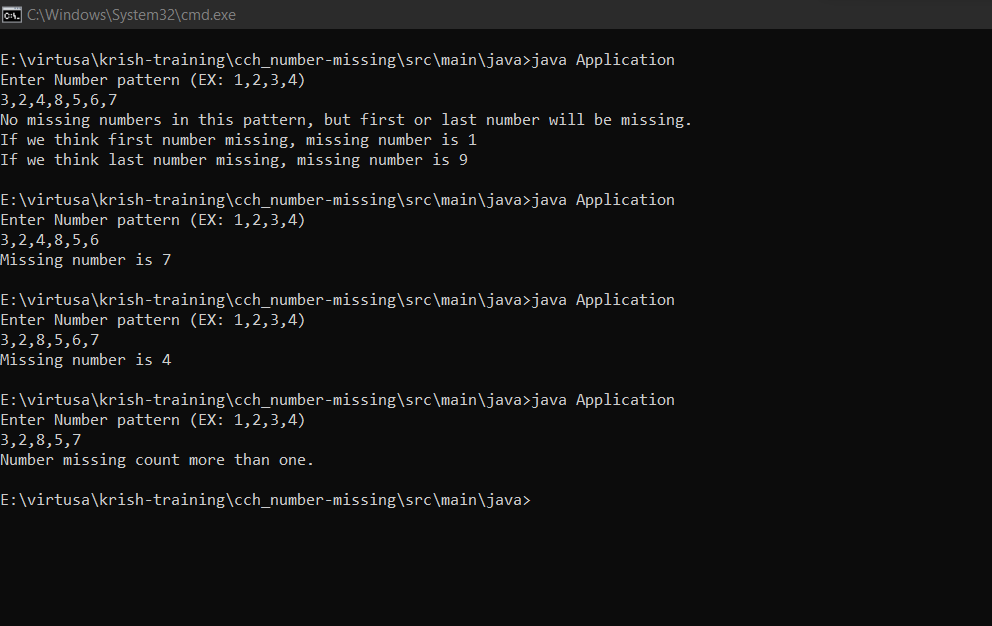 C:\Windows\System32\cmd.exe
E:\virtusa\krish-training\cch_number-missing\src\main\java>java Application
Enter Number pattern (EX: 1,2,3,4)
3,2,4,8,5,6,7
No missing numbers in this pattern, but first or last number will be missing.
If we think first number missing, missing number is 1
If we think last number missing, missing number is 9
E:\virtusa\krish-training\cch_number-missing\src\main\java>java Application
Enter Number pattern (EX: 1,2,3,4)
3,2,4,8,5,6
Missing number is 7
E:\virtusa\krish-training\cch_number-missing\src\main\java>java Application
Enter Number pattern (EX: 1,2,3,4)
3,2,8,5,6,7
Missing number is 4
E:\virtusa\krish-training\cch_number-missing\src\main\java>java Application
Enter Number pattern (EX: 1,2,3,4)
3,2,8,5,7
Number missing count more than one.
E:\virtusa\krish-training\cch_number-missing\src\main\java>